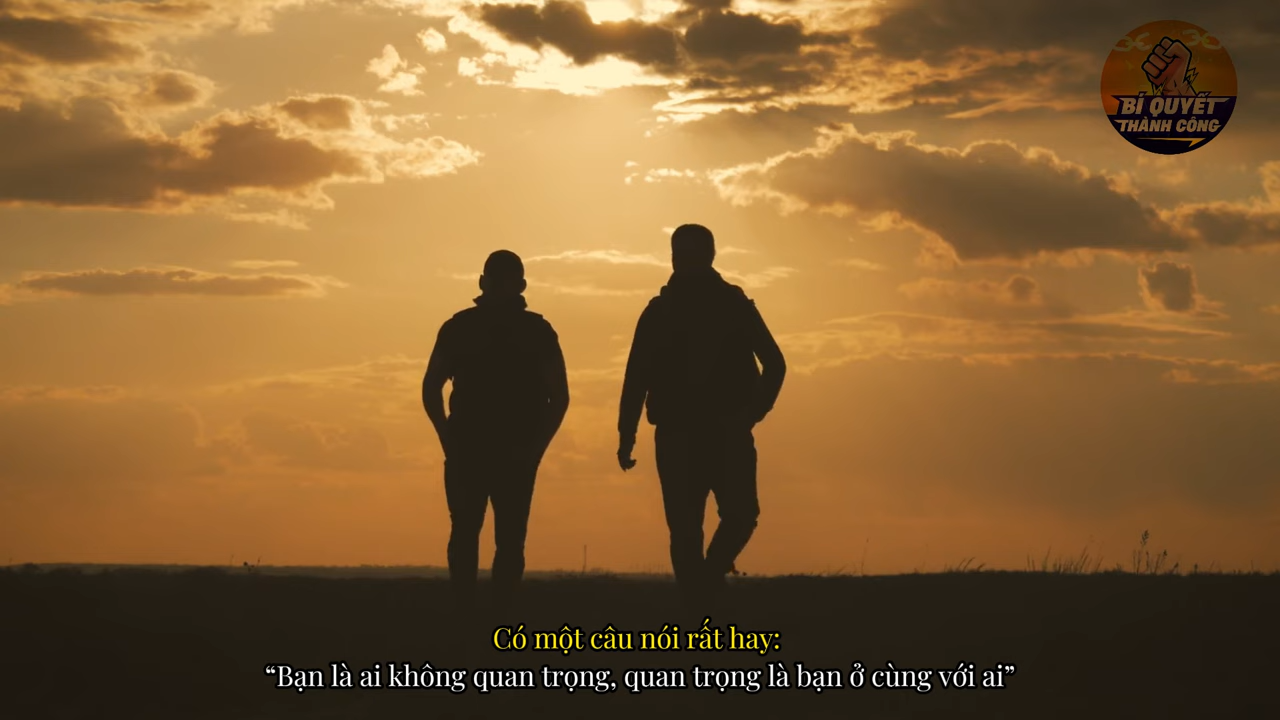 BÍ QUYẾT
THÀNH CÔNG
Có một câu nói rất hay:
“Bạn là ai không quan trọng, quan trọng là bạn ở cùng với ai”